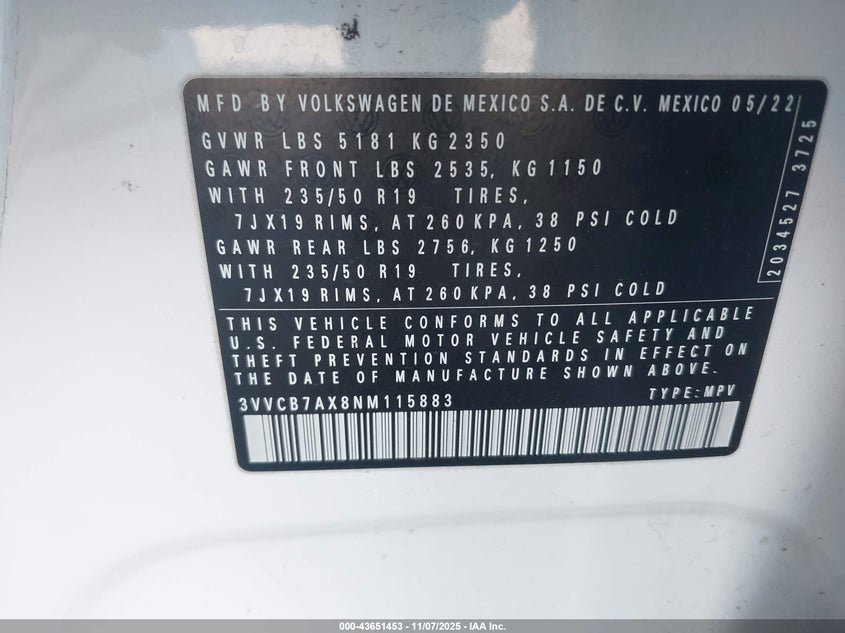 MFD BY VOLKSWAGEN DE MEXICO S.A. DE C.V. MEXICO 05/22
GVWR LBS 5181 KG 2350
GAWR FRONT LBS 2535, KG 1150
WITH 235/50 R19 TIRES,
7JX19 RIMS, AT 260 KPA, 38 PSI COLD
GAWR REAR LBS 2756, KG 1250
WITH 235/50 R19 TIRES,
7JX19 RIMS, AT 260 KPA, 38 PSI COLD
2034527 3725
THIS VEHICLE CONFORMS TO ALL APPLICABLE
U.S. FEDERAL MOTOR VEHICLE SAFETY AND
THEFT PREVENTION STANDARDS IN EFFECT ON
THE DATE OF MANUFACTURE SHOWN ABOVE.
3VVCB7AX8NM115883 TYPE: MPV
000-43651453 - 11/07/2025 - IAA Inc.